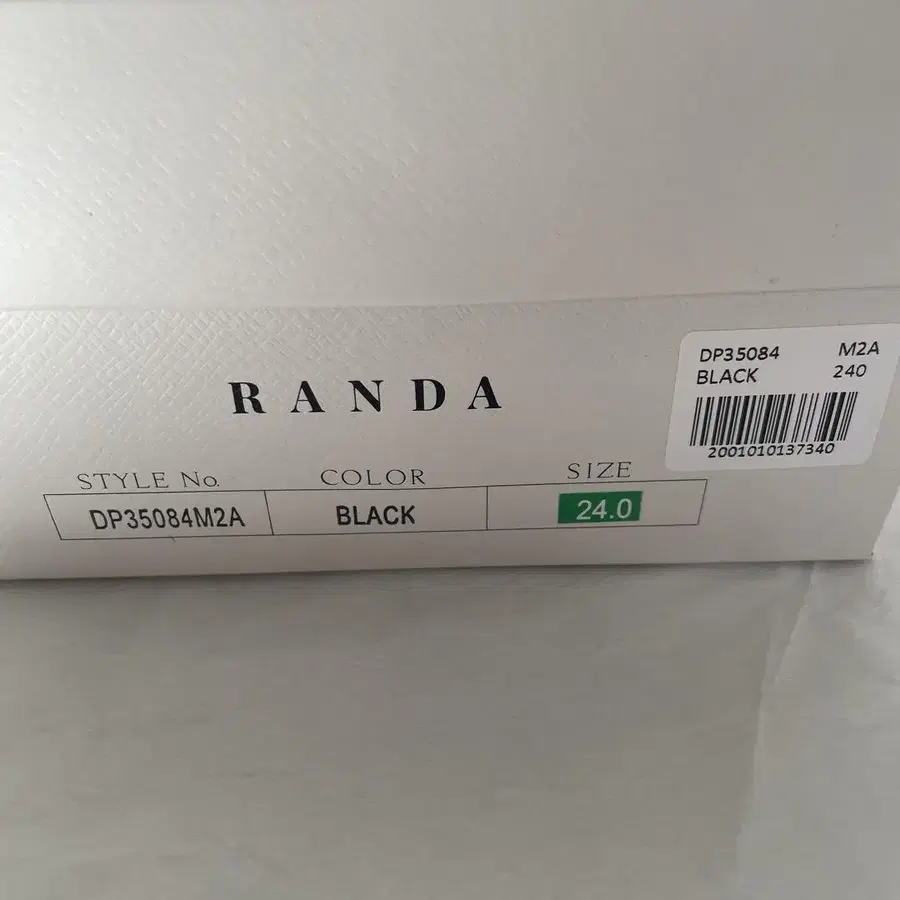 RANDA
STYLE No. COLOR SIZE
DP35084M2A BLACK 24.0
DP35084 M2A
BLACK 240
2001010137340